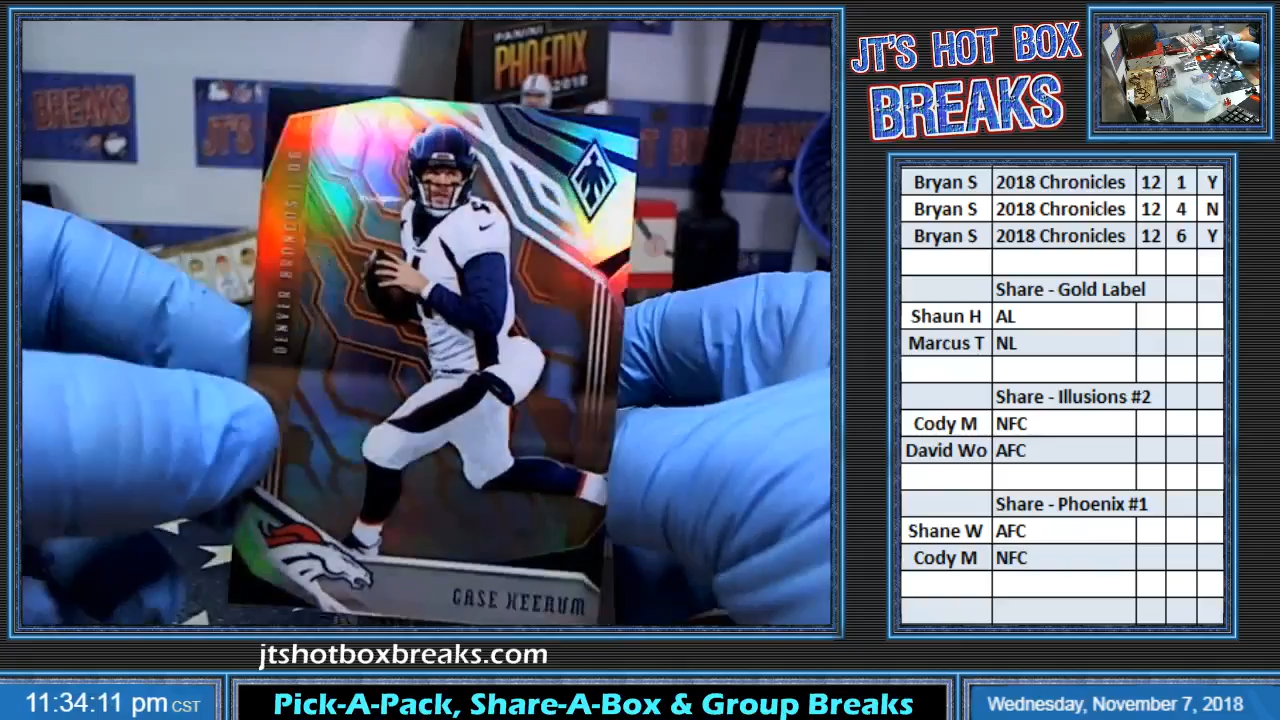 PANINI
PHOENIX
2018
BREAKS
JT'S
DENVER BRONCOS
CASE KEENUM
jtshotboxbreaks.com
JT'S HOT BOX
BREAKS
Bryan S 2018 Chronicles 12 1 Y
Bryan S 2018 Chronicles 12 4 N
Bryan S 2018 Chronicles 12 6 Y
Share - Gold Label
Shaun H AL
Marcus T NL
Share - Illusions #2
Cody M NFC
David Wo AFC
Share - Phoenix #1
Shane W AFC
Cody M NFC
11:34:11 pm CST
Pick-A-Pack, Share-A-Box & Group Breaks
Wednesday, November 7, 2018